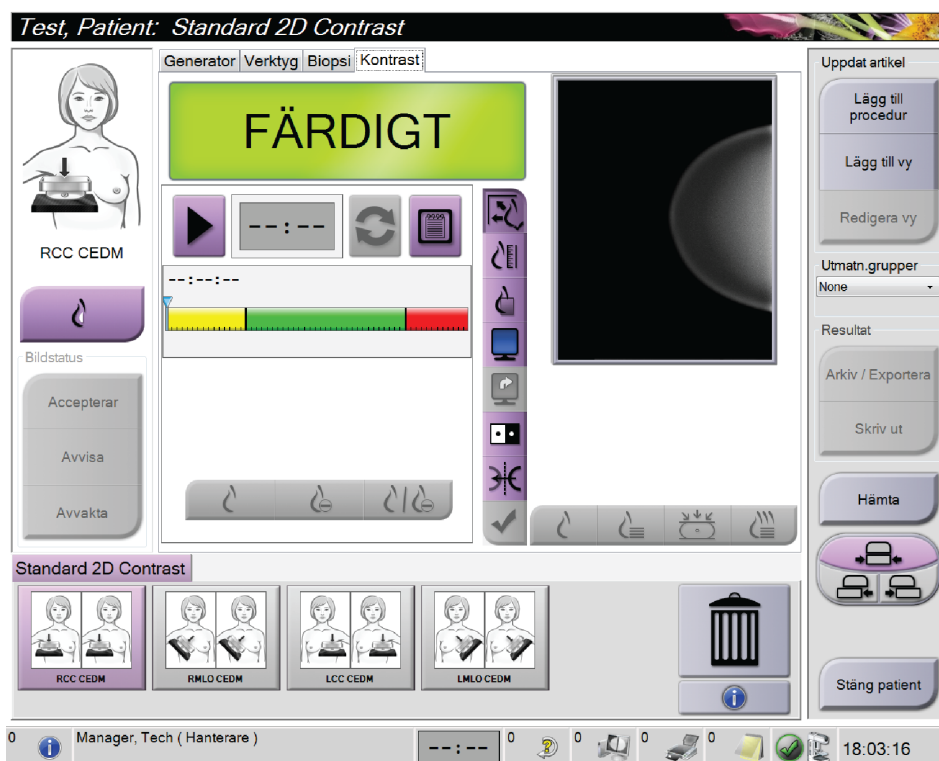 Test, Patient: Standard 2D Contrast
RCC CEDM
Bildstatus
Accepterar
Avvisa
Avvakta
Generator Verktyg Biopsi Kontrast
FÄRDIGT
--:--
9999
--:--:--
Uppdat artikel
Lägg till
procedur
Lägg till vy
Redigera vy
Utmatn.grupper
None
Resultat
Arkiv / Exportera
Skriv ut
Hämta
Stäng patient
Standard 2D Contrast
RCC CEDM
RMLO CEDM
LCC CEDM
LMLO CEDM
0 Manager, Tech ( Hanterare ) --:-- 0 0 0 0 18:03:16